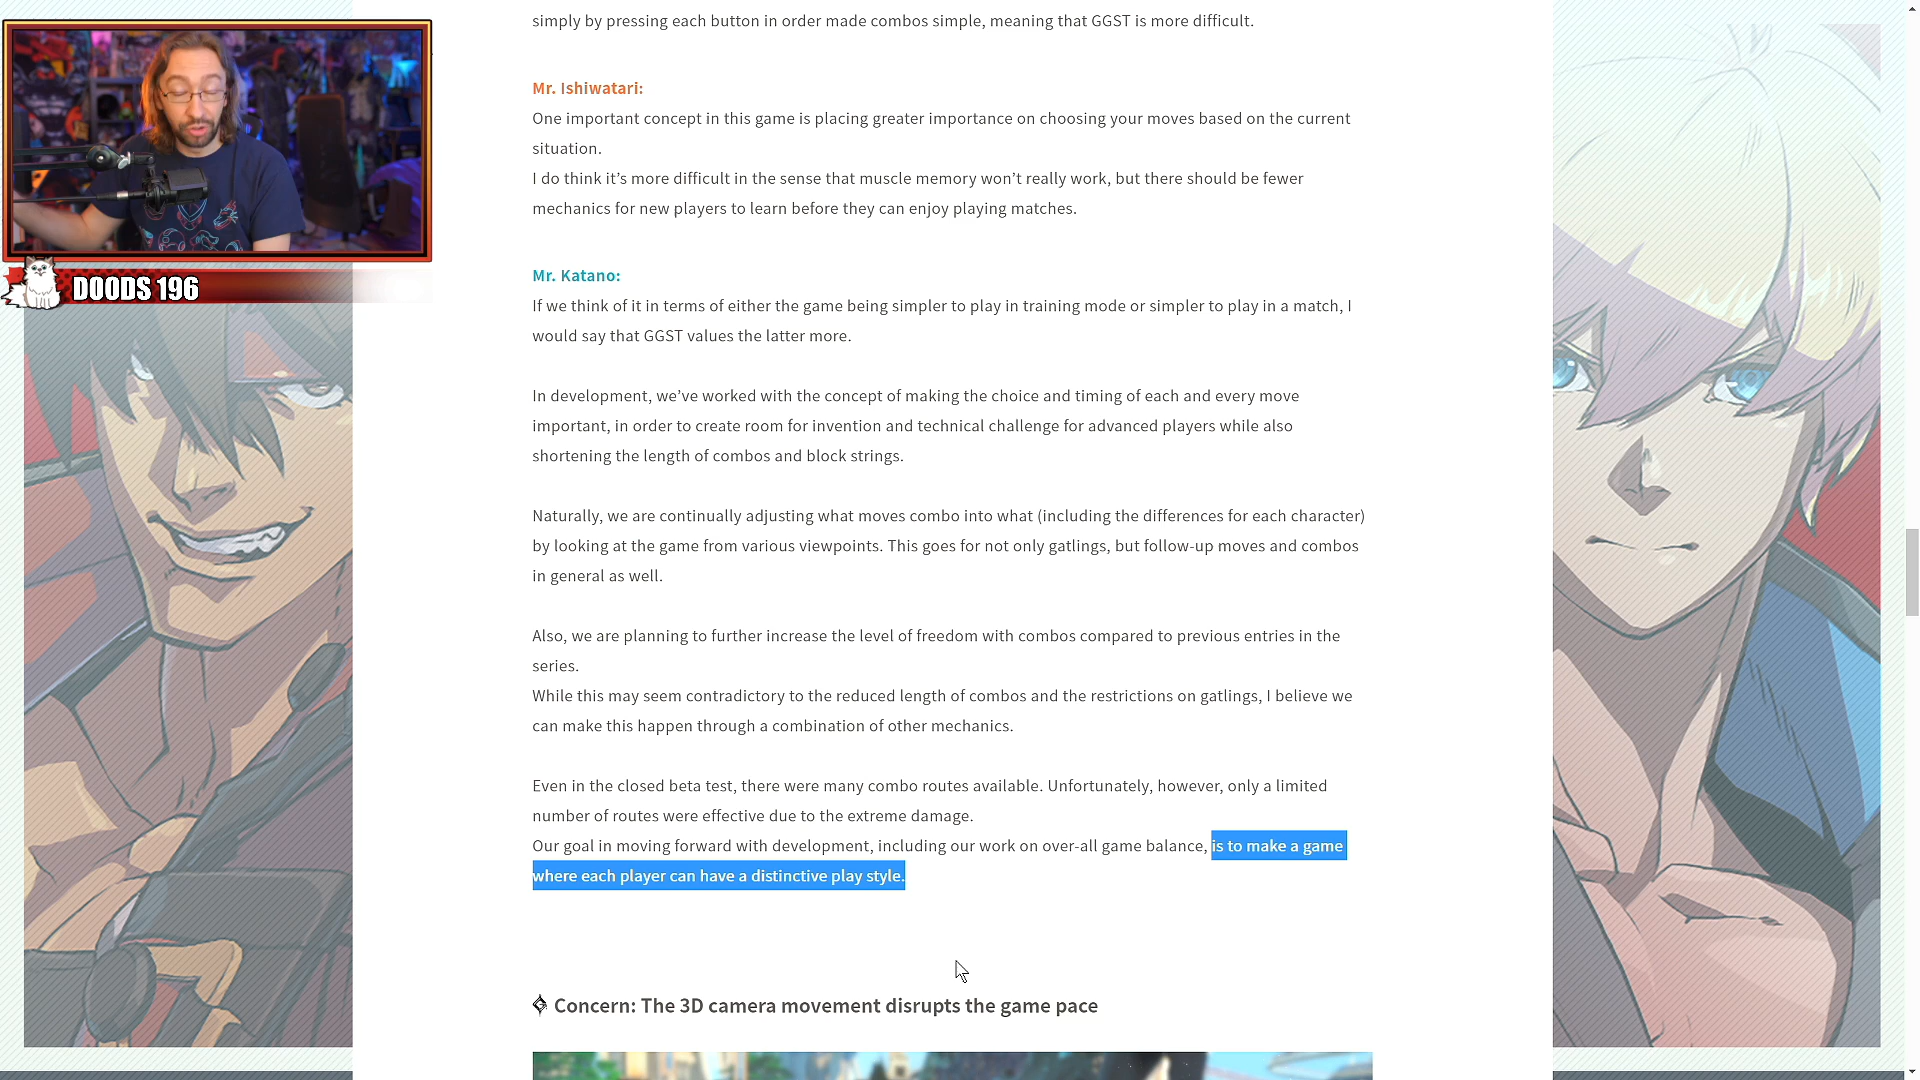 simply by pressing each button in order made combos simple, meaning that GGST is more difficult.
Mr. Ishiwatari:
One important concept in this game is placing greater importance on choosing your moves based on the current
situation.
I do think it’s more difficult in the sense that muscle memory won’t really work, but there should be fewer
mechanics for new players to learn before they can enjoy playing matches.
DOODS 196
Mr. Katano:
If we think of it in terms of either the game being simpler to play in training mode or simpler to play in a match, I
would say that GGST values the latter more.
In development, we’ve worked with the concept of making the choice and timing of each and every move
important, in order to create room for invention and technical challenge for advanced players while also
shortening the length of combos and block strings.
Naturally, we are continually adjusting what moves combo into what (including the differences for each character)
by looking at the game from various viewpoints. This goes for not only gatlings, but follow-up moves and combos
in general as well.
Also, we are planning to further increase the level of freedom with combos compared to previous entries in the
series.
While this may seem contradictory to the reduced length of combos and the restrictions on gatlings, I believe we
can make this happen through a combination of other mechanics.
Even in the closed beta test, there were many combo routes available. Unfortunately, however, only a limited
number of routes were effective due to the extreme damage.
Our goal in moving forward with development, including our work on over-all game balance, is to make a game
where each player can have a distinctive play style.
Concern: The 3D camera movement disrupts the game pace